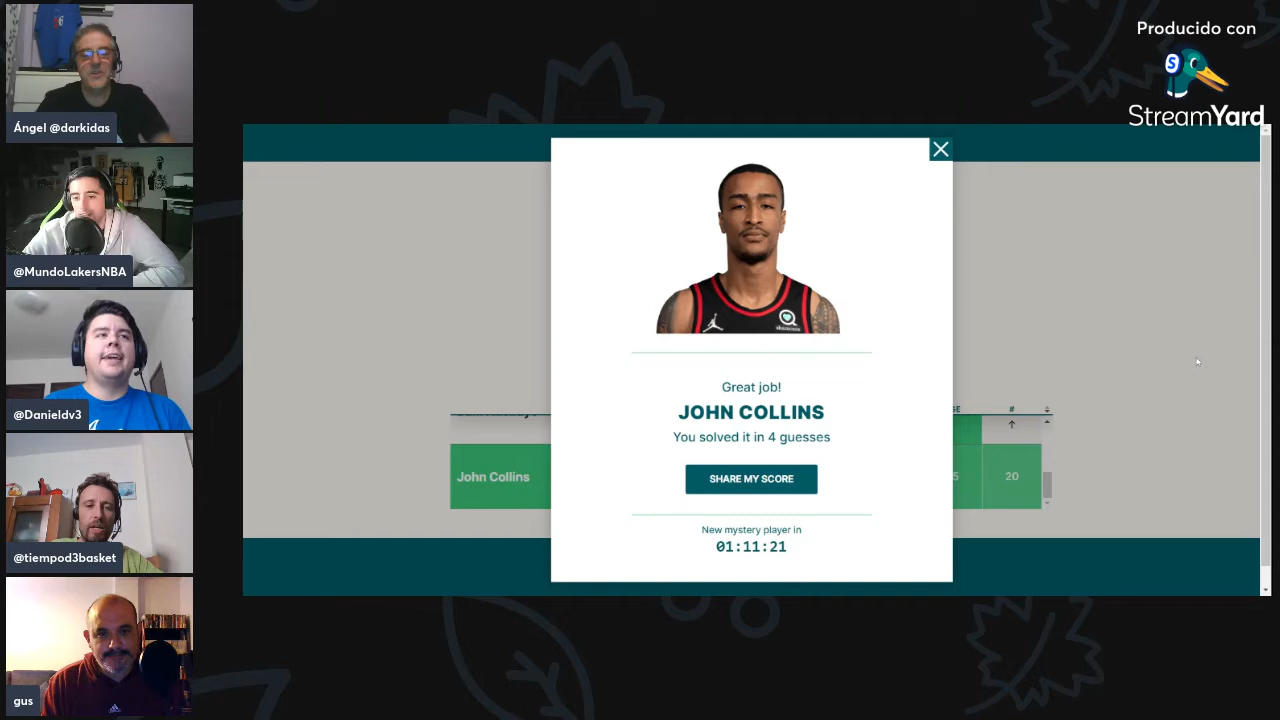 Producido con
StreamYard
Ángel @darkidas
@MundoLakersNBA
@Danieldv3
@tiempod3basket
gus
Great job!
JOHN COLLINS
You solved it in 4 guesses
SHARE MY SCORE
New mystery player in
01:11:21
#
John Collins
20